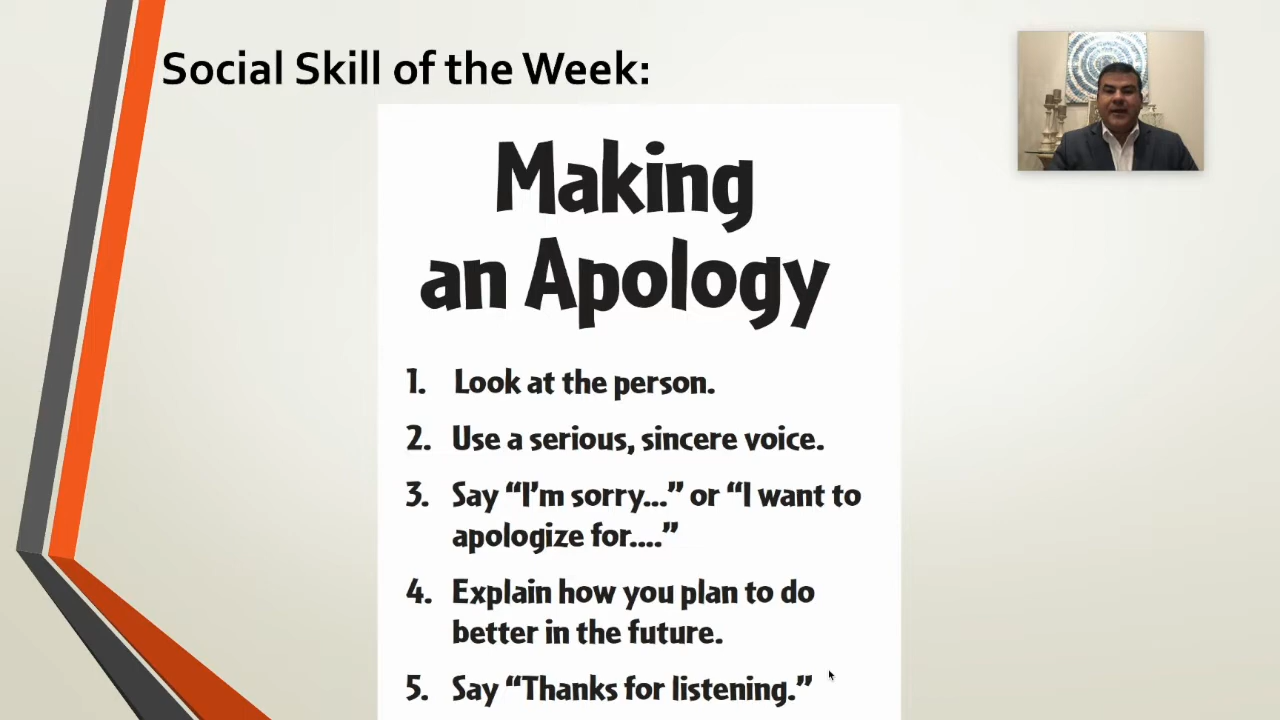 Social Skill of the Week:
Making
an Apology
1. Look at the person.
2. Use a serious, sincere voice.
3. Say “I’m sorry...” or “I want to
apologize for....”
4. Explain how you plan to do
better in the future.
5. Say “Thanks for listening.”